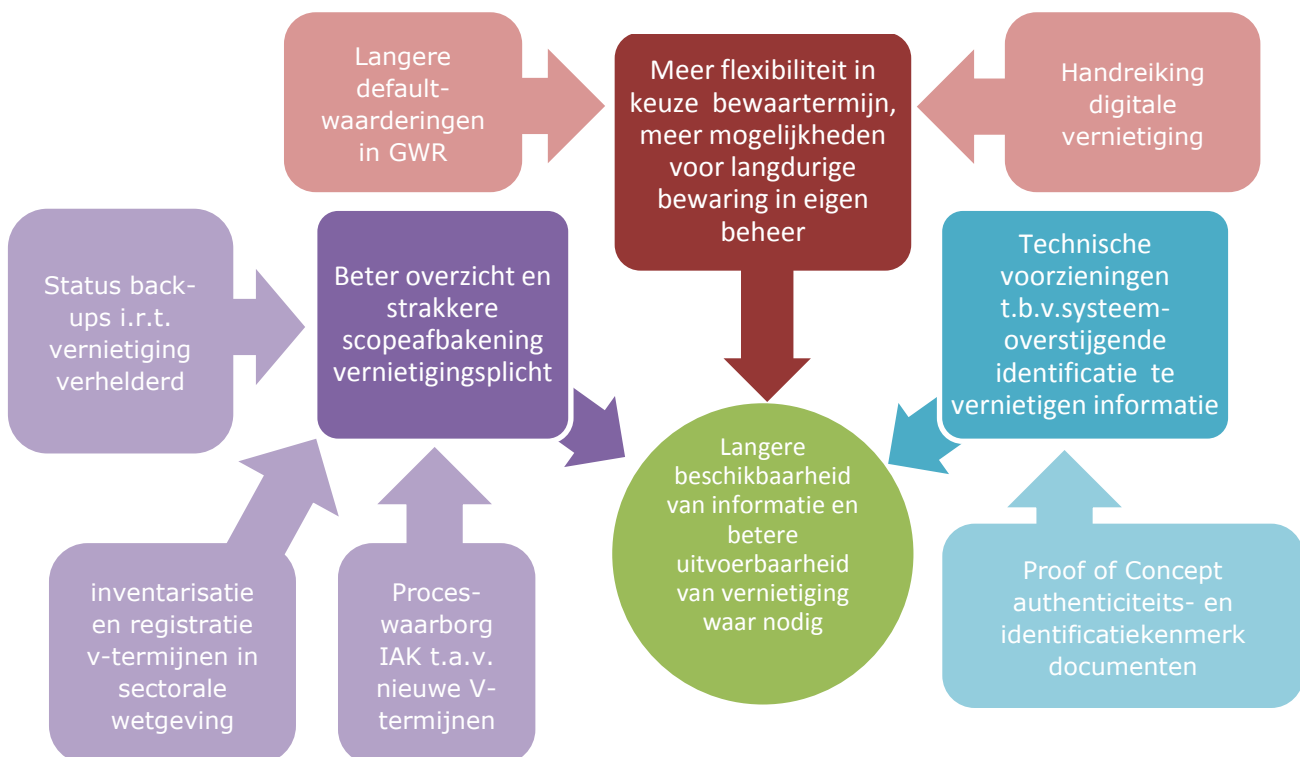 Langere
default-
waarderingen
in GWR
Meer flexibiliteit in
keuze bewaartermijn,
meer mogelijkheden
voor langdurige
bewaring in eigen
beheer
Handreiking
digitale
vernietiging
Status back-
ups i.r.t.
vernietiging
verhelderd
Beter overzicht en
strakkere
scopeafbakening
vernietigingsplicht
Technische
voorzieningen
t.b.v.systeem-
overstijgende
identificatie te
vernietigen informatie
Langere
beschikbaarheid
van informatie en
betere
uitvoerbaarheid
van vernietiging
waar nodig
inventarisatie
en registratie
v-termijnen in
sectorale
wetgeving
Proces-
waarborg
IAK t.a.v.
nieuwe V-
termijnen
Proof of Concept
authenticiteits- en
identificatiekenmerk
documenten